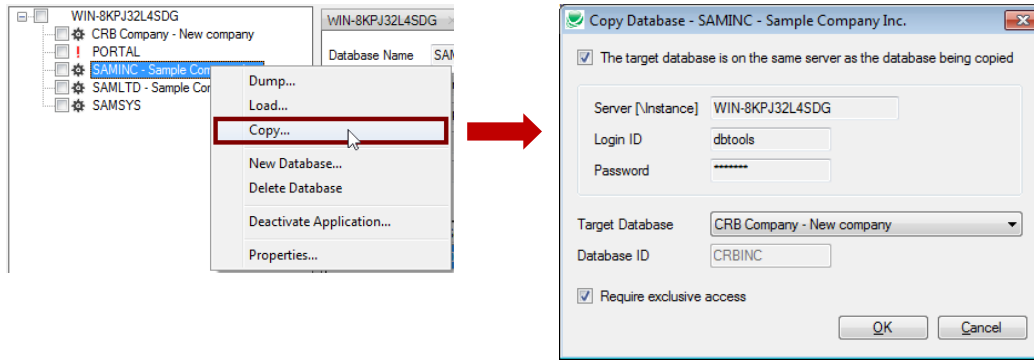 WIN-8KPJ32L4SDG
CRB Company - New company
PORTAL
SAMINC - Sample Com
SAMLTD - Sample Cor
SAMSYS
WIN-8KPJ32L4SDG
Database Name SAM
Dump...
Load...
Copy...
New Database...
Delete Database
Deactivate Application...
Properties...
Copy Database - SAMINC - Sample Company Inc.
The target database is on the same server as the database being copied
Server [\Instance] WIN-8KPJ32L4SDG
Login ID dbtools
Password *******
Target Database CRB Company - New company
Database ID CRBINC
Require exclusive access
OK Cancel